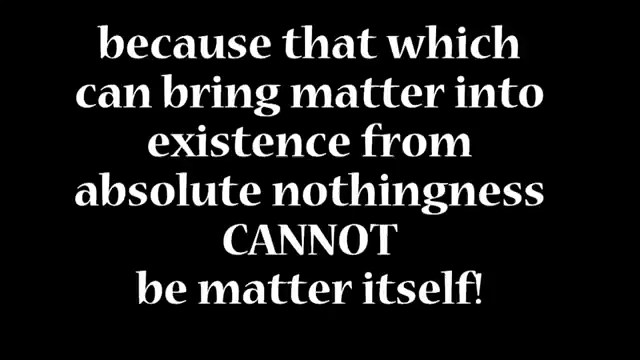 because that which
can bring matter into
existence from
absolute nothingness
CANNOT
be matter itself!